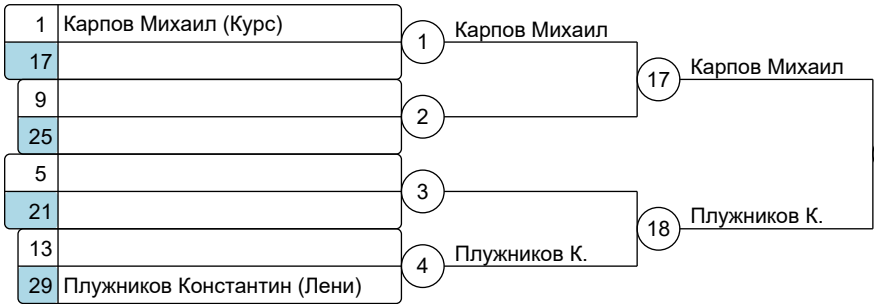 1 Карпов Михаил (Курс)
17
1 Карпов Михаил
9
25
2
17 Карпов Михаил
5
21
3
13
29 Плужников Константин (Лени)
4 Плужников К.
18 Плужников К.